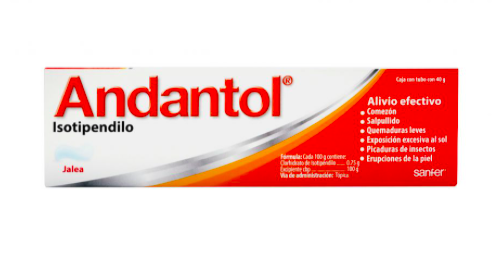 Caja con tubo con 40 g
Andantol®
Isotipendilo
Jalea
Alivio efectivo
• Comezón
• Salpullido
• Quemaduras leves
• Exposición excesiva al sol
• Picaduras de insectos
• Erupciones de la piel
Fórmula: Cada 100 g contiene:
Clorhidrato de isotipendilo ...... 0.75 g
Excipiente cbp ............... 100 g
Vía de administración: Tópica
sanfer®